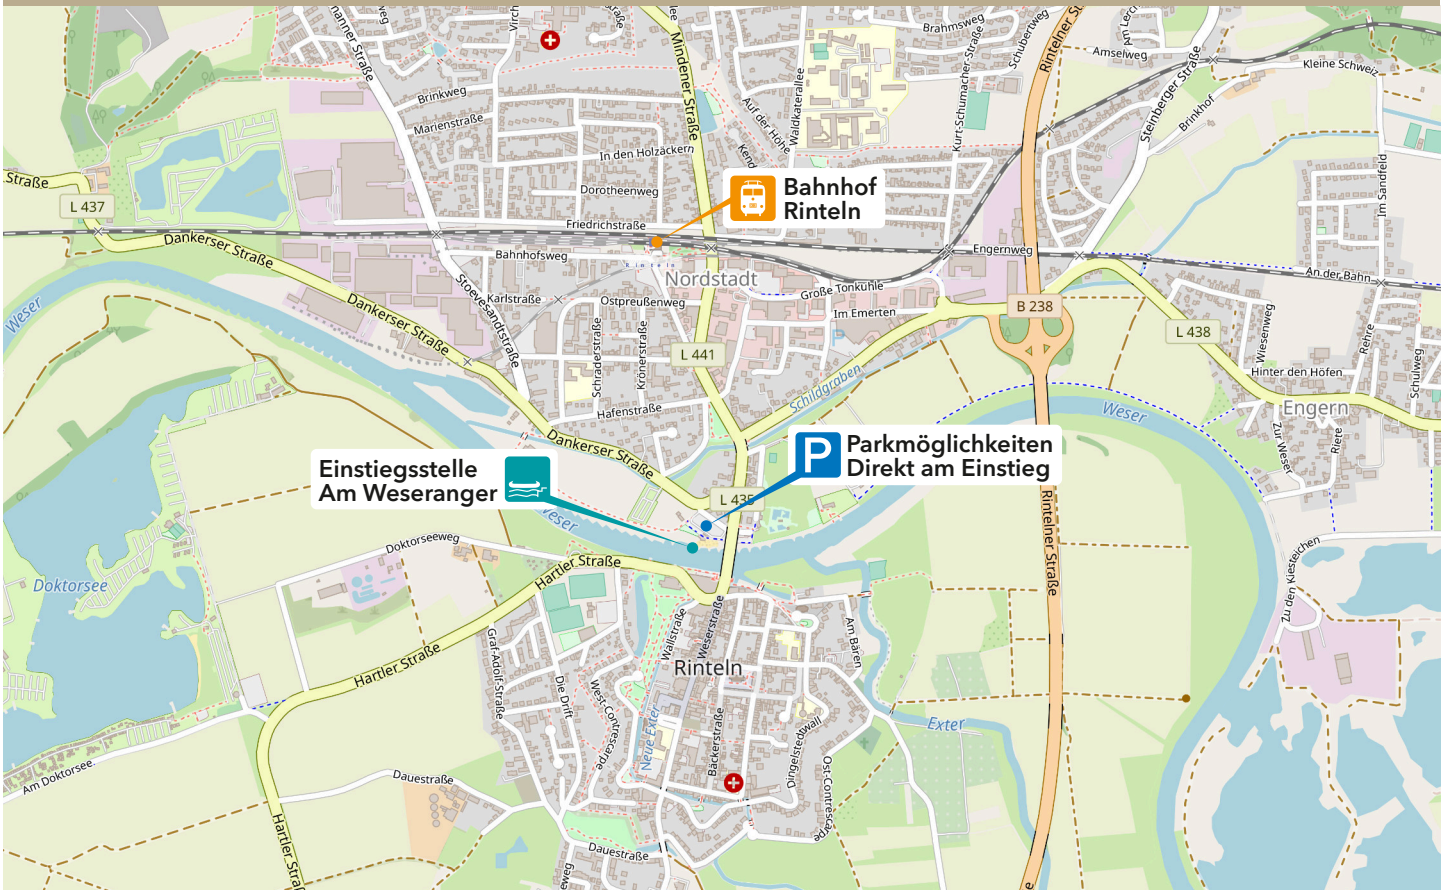 Brahmsweg
Schubertweg
Mindener Straße
Rintelner
Amselweg
Kleine Schweiz
Brinkweg
Marienstraße
Auf der Höhe
Waldkaterallee
Kurt-Schumacher-Straße
Steinberger Straße
Brinkhof
In den Holzäckern
Dorotheenweg
Bahnhof
Rinteln
Straße
L 437
Im Sandfeld
Friedrichstraße
Dankerser Straße
Bahnhofsweg
Rinteln
Engernweg
Nordstadt
An der Bahn
Stoevesandtstraße
Karlstraße
Ostpreußenweg
Große Tonkuhle
Im Emerten
B 238
L 438
Weser
Dankerser Straße
Schraderstraße
Krönerstraße
L 441
Wiesenweg
Rehre
Schulweg
Hinter den Höfen
Schildgraben
Hafenstraße
Weser
Engern
Dankerser Straße
Zur Weser
Riete
Parkmöglichkeiten
Direkt am Einstieg
Einstiegsstelle
Am Weseranger
L 435
Weser
Rintelner Straße
Doktorseeweg
Hartler Straße
Zu den Kiesteichen
Doktorsee
Wallstraße
Weserstraße
Am Bären
Graf-Adolf-Straße
Hartler Straße
Rinteln
Die Drift
West-Contrescarpe
Neue Exter
Bäckerstraße
Dingelstedtwall
Exter
Am Doktorsee
Dauestraße
Ost-Contrescarpe
Hartler
Dauestraße